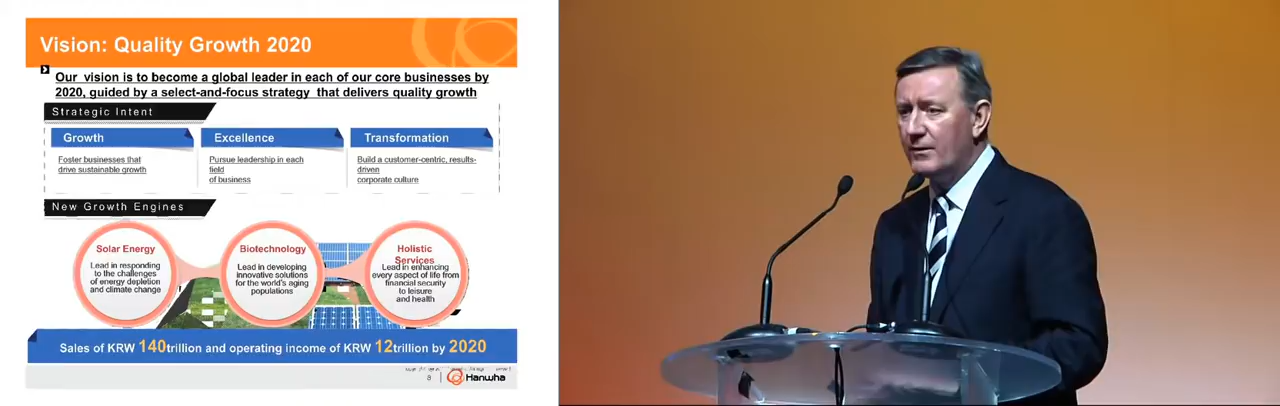 Vision: Quality Growth 2020
Our vision is to become a global leader in each of our core businesses by
2020, guided by a select-and-focus strategy that delivers quality growth
Strategic Intent
Growth
Foster businesses that
drive sustainable growth
Excellence
Pursue leadership in each
field
of business
Transformation
Build a customer-centric, results-
driven
corporate culture
New Growth Engines
Solar Energy
Lead in responding
to the challenges
of energy depletion
and climate change
Biotechnology
Lead in developing
innovative solutions
for the world's aging
populations
Holistic
Services
Lead in enhancing
every aspect of life from
financial security
to leisure
and health
Sales of KRW 140trillion and operating income of KRW 12trillion by 2020
8
Hanwha